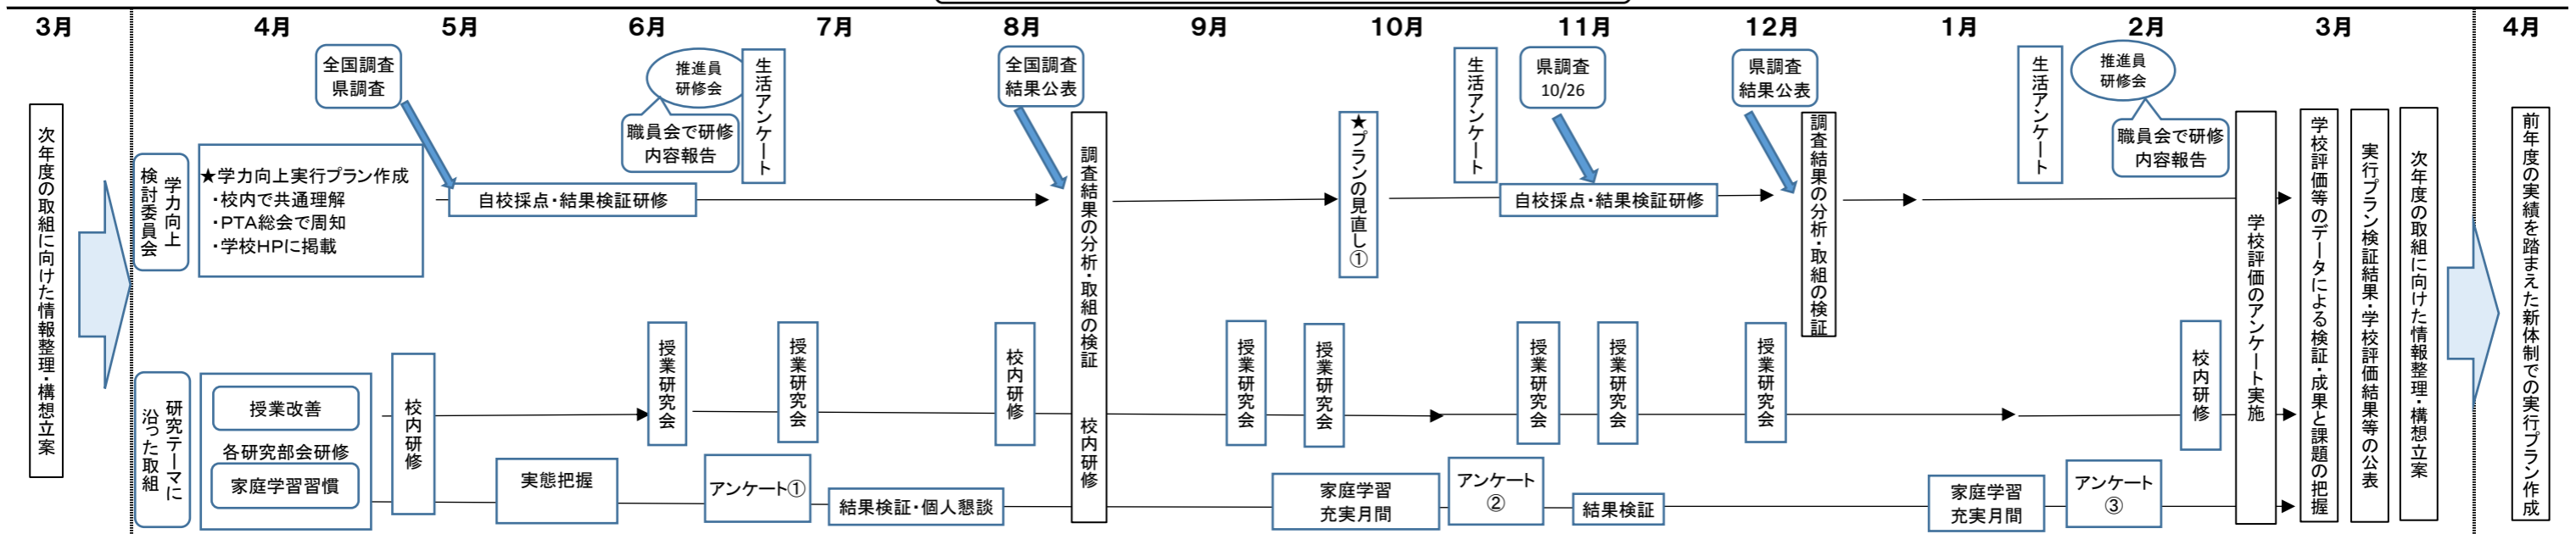 3月
4月
5月
6月
7月
8月
9月
10月
11月
12月
1月
2月
3月
4月
次年度の取組に向けた情報整理・構想立案
学力向上
検討委員会
★学力向上実行プラン作成
・校内で共通理解
・PTA総会で周知
・学校HPに掲載
全国調査
県調査
自校採点・結果検証研修
推進員
研修会
職員会で研修
内容報告
生活アンケート
全国調査
結果公表
調査結果の分析・取組の検証
校内研修
★プランの見直し①
生活アンケート
県調査
10/26
自校採点・結果検証研修
県調査
結果公表
調査結果の分析・取組の検証
生活アンケート
推進員
研修会
職員会で研修
内容報告
学校評価のアンケート実施
学校評価等のデータによる検証・成果と課題の把握
実行プラン検証結果・学校評価結果等の公表
次年度の取組に向けた情報整理・構想立案
前年度の実績を踏まえた新体制での実行プラン作成
研究テーマに
沿った取組
授業改善
各研究部会研修
家庭学習習慣
校内研修
授業研究会
授業研究会
校内研修
授業研究会
授業研究会
授業研究会
授業研究会
授業研究会
校内研修
実態把握
アンケート①
結果検証・個人懇談
家庭学習
充実月間
アンケート
②
結果検証
家庭学習
充実月間
アンケート
③